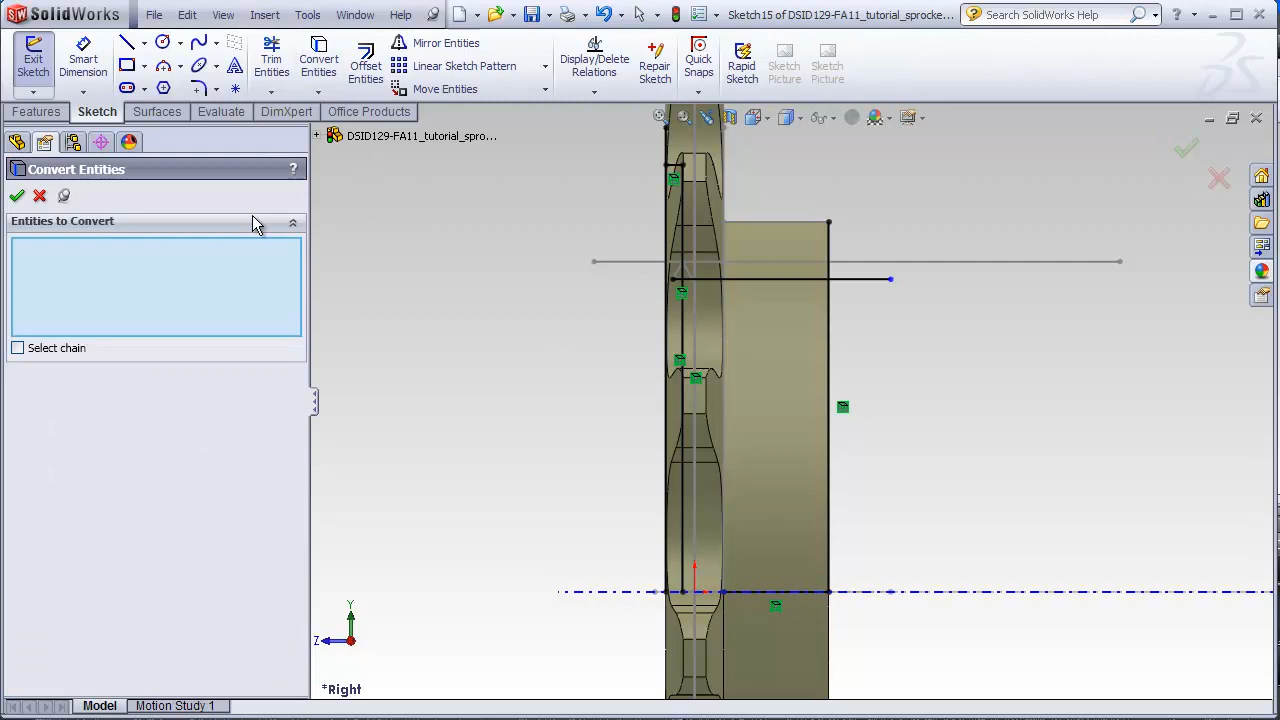 SolidWorks File Edit View Insert Tools Window Help Sketch15 of DSID129-FA11_tutorial_sprocke... Search SolidWorks Help
Exit Sketch
Smart Dimension
Trim Entities
Convert Entities
Offset Entities
Mirror Entities
Linear Sketch Pattern
Move Entities
Display/Delete Relations
Repair Sketch
Quick Snaps
Rapid Sketch
Sketch Picture
Sketch Picture
Features Sketch Surfaces Evaluate DimXpert Office Products
DSID129-FA11_tutorial_spro...
Convert Entities ?
Entities to Convert
Select chain
Y
Z
*Right
Model Motion Study 1